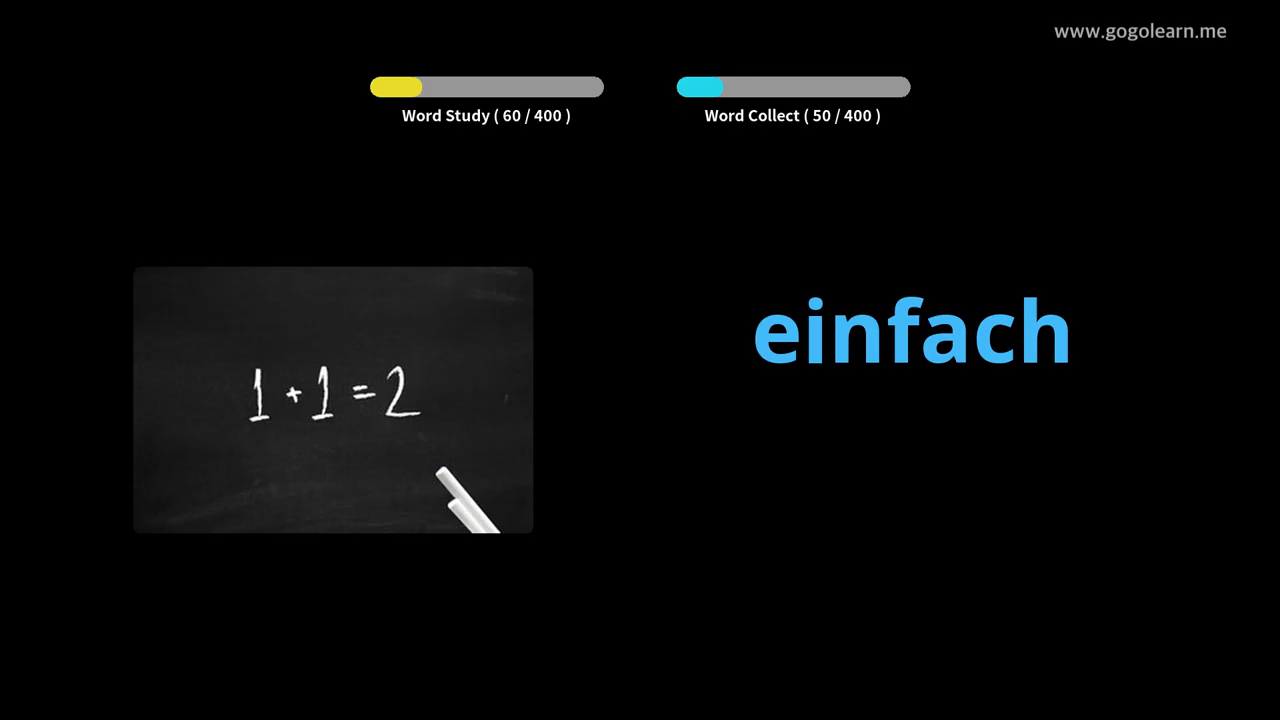 www.gogolearn.me
Word Study ( 60 / 400 )
Word Collect ( 50 / 400 )
einfach
1 + 1 = 2